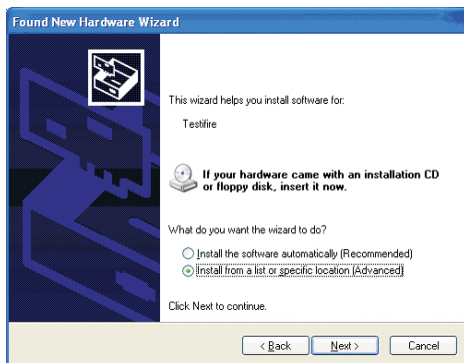 Found New Hardware Wizard
This wizard helps you install software for:
Testifire
If your hardware came with an installation CD
or floppy disk, insert it now.
What do you want the wizard to do?
Install the software automatically (Recommended)
Install from a list or specific location (Advanced)
Click Next to continue.
< Back Next > Cancel